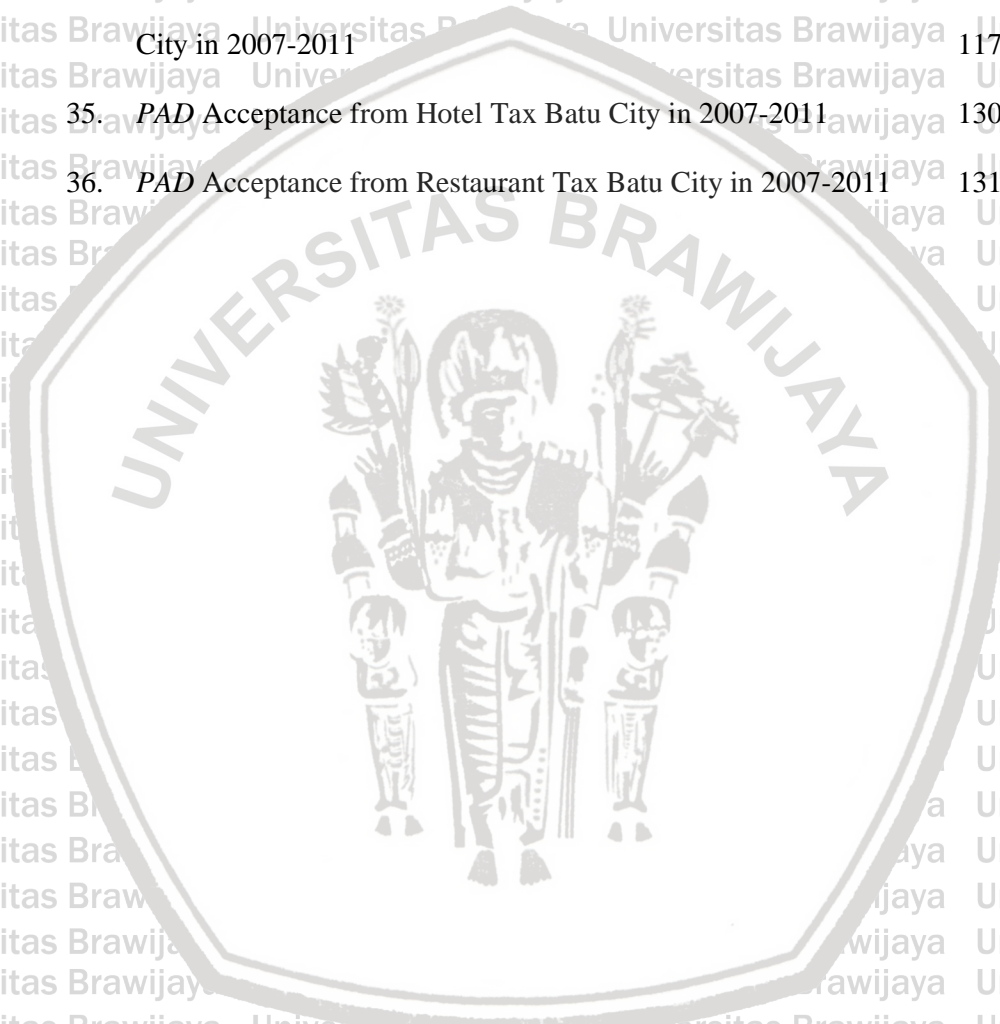 City in 2007-2011 117
35. PAD Acceptance from Hotel Tax Batu City in 2007-2011 130
36. PAD Acceptance from Restaurant Tax Batu City in 2007-2011 131
UNIVERSITAS BRAWIJAYA